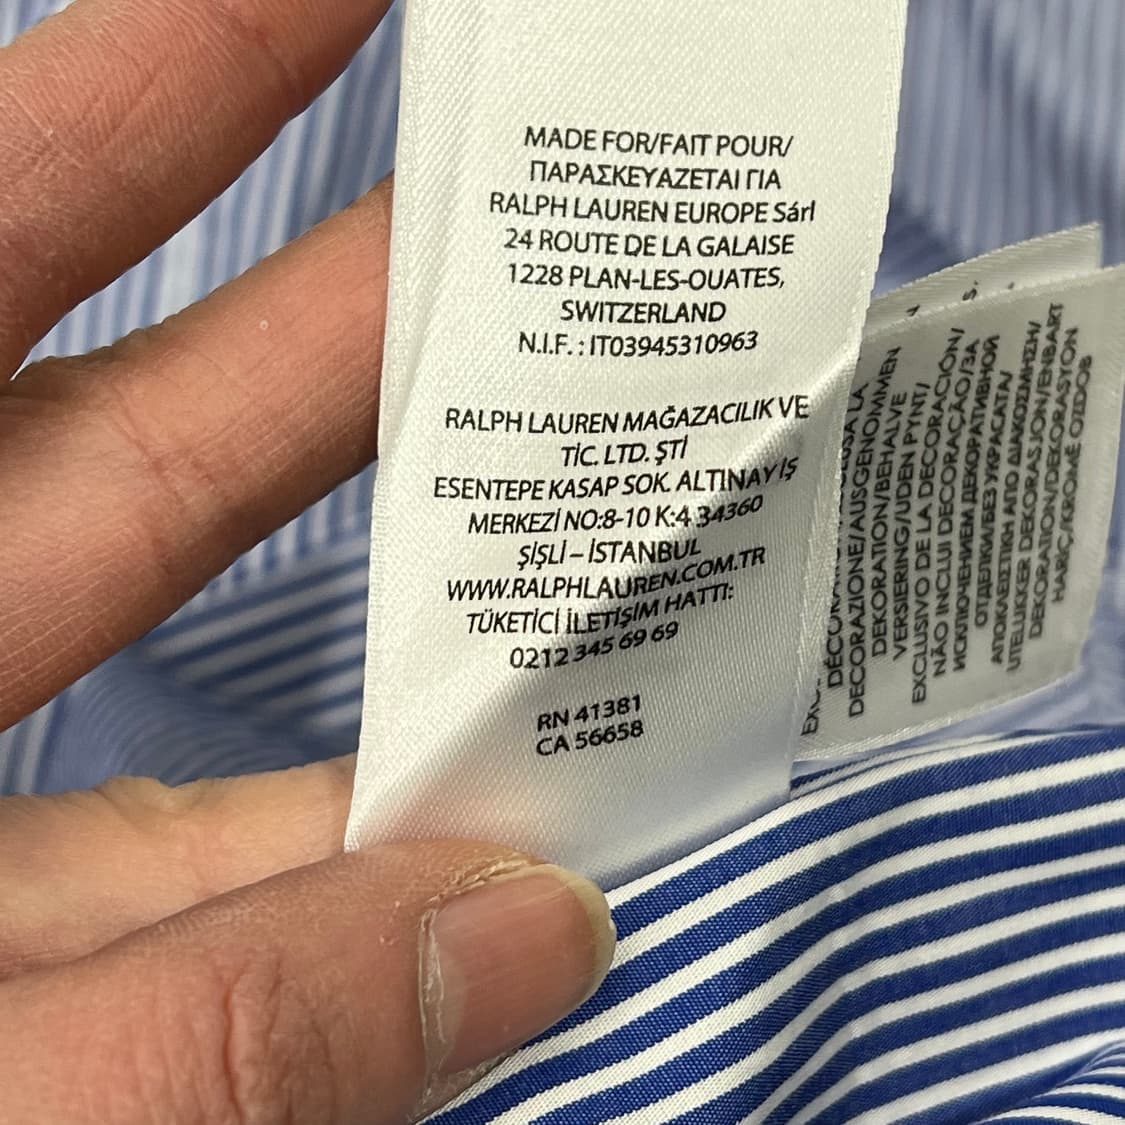 MADE FOR/FAIT POUR/
ΠΑΡΑΣΚΕΥΑΖΕΤΑΙ ΓΙΑ
RALPH LAUREN EUROPE Sárl
24 ROUTE DE LA GALAISE
1228 PLAN-LES-OUATES,
SWITZERLAND
N.I.F. : IT03945310963
RALPH LAUREN MAĞAZACILIK VE
TİC. LTD. ŞTİ
ESENTEPE KASAP SOK. ALTINAY İŞ
MERKEZİ NO:8-10 K:4 34360
ŞİŞLİ – İSTANBUL
WWW.RALPHLAUREN.COM.TR
TÜKETİCİ İLETİŞİM HATTI:
0212 345 69 69
RN 41381
CA 56658
DECORAZIONE/AUSGENOMMEN
DEKORATION/BEHALVE
VERSIERING/UDEN PYNT/
EXCLUSIVO DE LA DECORACIÓN/
NÃO INCLUI DECORAÇÃO/ЗА
ИСКЛЮЧЕНИЕМ ДЕКОРАТИВНОЙ
ОТДЕЛКИ/BEZ УКРАСАТА/
ΑΠΟΚΛΕΙΣΤΙΚΗ ΑΠΟ ΔΙΑΚΟΣΜΗΣΗ/
UTELUKKER DEKORASJON/ENBART
DEKORATION/DEKORASYON
HARİÇ/KROMĚ OZDOB